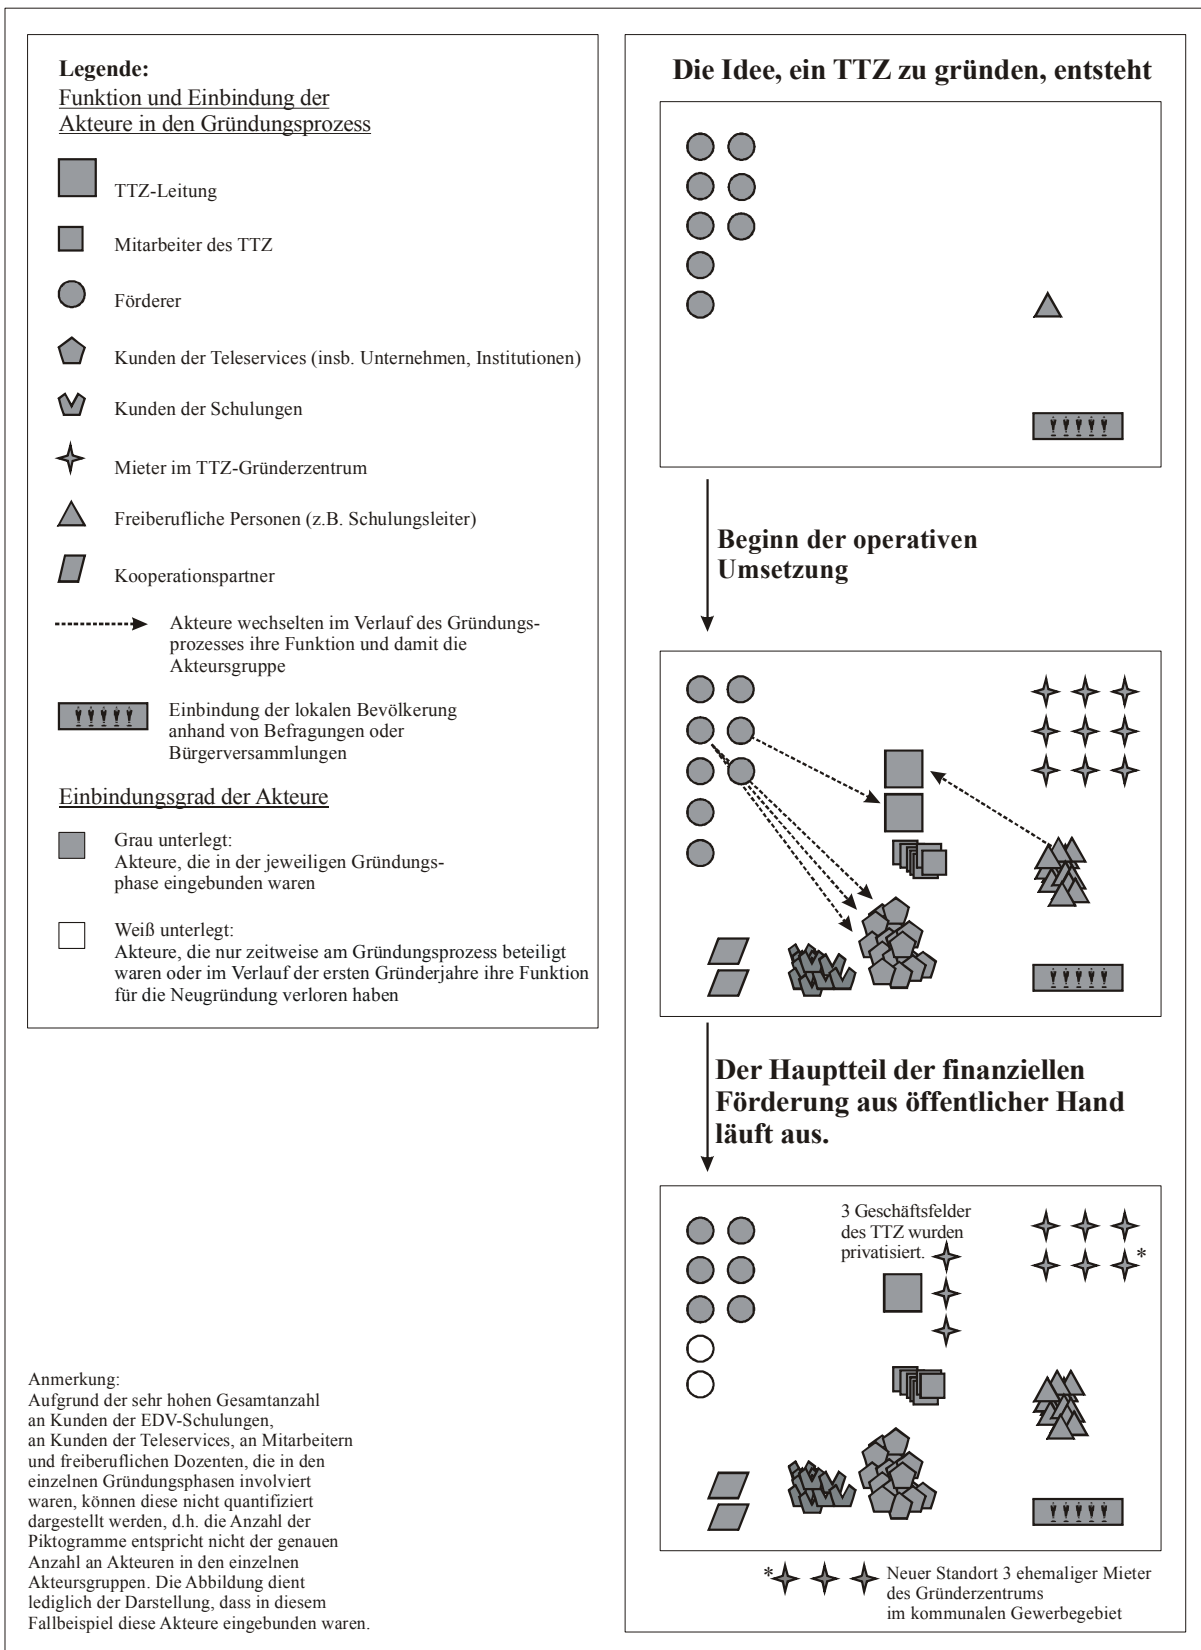 Legende:
Funktion und Einbindung der
Akteure in den Gründungsprozess
TTZ-Leitung
Mitarbeiter des TTZ
Förderer
Kunden der Teleservices (insb. Unternehmen, Institutionen)
Kunden der Schulungen
Mieter im TTZ-Gründerzentrum
Freiberufliche Personen (z.B. Schulungsleiter)
Kooperationspartner
Akteure wechselten im Verlauf des Gründungs-
prozesses ihre Funktion und damit die
Akteursgruppe
Einbindung der lokalen Bevölkerung
anhand von Befragungen oder
Bürgerversammlungen
Einbindungsgrad der Akteure
Grau unterlegt:
Akteure, die in der jeweiligen Gründungs-
phase eingebunden waren
Weiß unterlegt:
Akteure, die nur zeitweise am Gründungsprozess beteiligt
waren oder im Verlauf der ersten Gründerjahre ihre Funktion
für die Neugründung verloren haben
Anmerkung:
Aufgrund der sehr hohen Gesamtanzahl
an Kunden der EDV-Schulungen,
an Kunden der Teleservices, an Mitarbeitern
und freiberuflichen Dozenten, die in den
einzelnen Gründungsphasen involviert
waren, können diese nicht quantifiziert
dargestellt werden, d.h. die Anzahl der
Piktogramme entspricht nicht der genauen
Anzahl an Akteuren in den einzelnen
Akteursgruppen. Die Abbildung dient
lediglich der Darstellung, dass in diesem
Fallbeispiel diese Akteure eingebunden waren.
Die Idee, ein TTZ zu gründen, entsteht
Beginn der operativen
Umsetzung
Der Hauptteil der finanziellen
Förderung aus öffentlicher Hand
läuft aus.
3 Geschäftsfelder
des TTZ wurden
privatisiert.
*
* Neuer Standort 3 ehemaliger Mieter
des Gründerzentrums
im kommunalen Gewerbegebiet